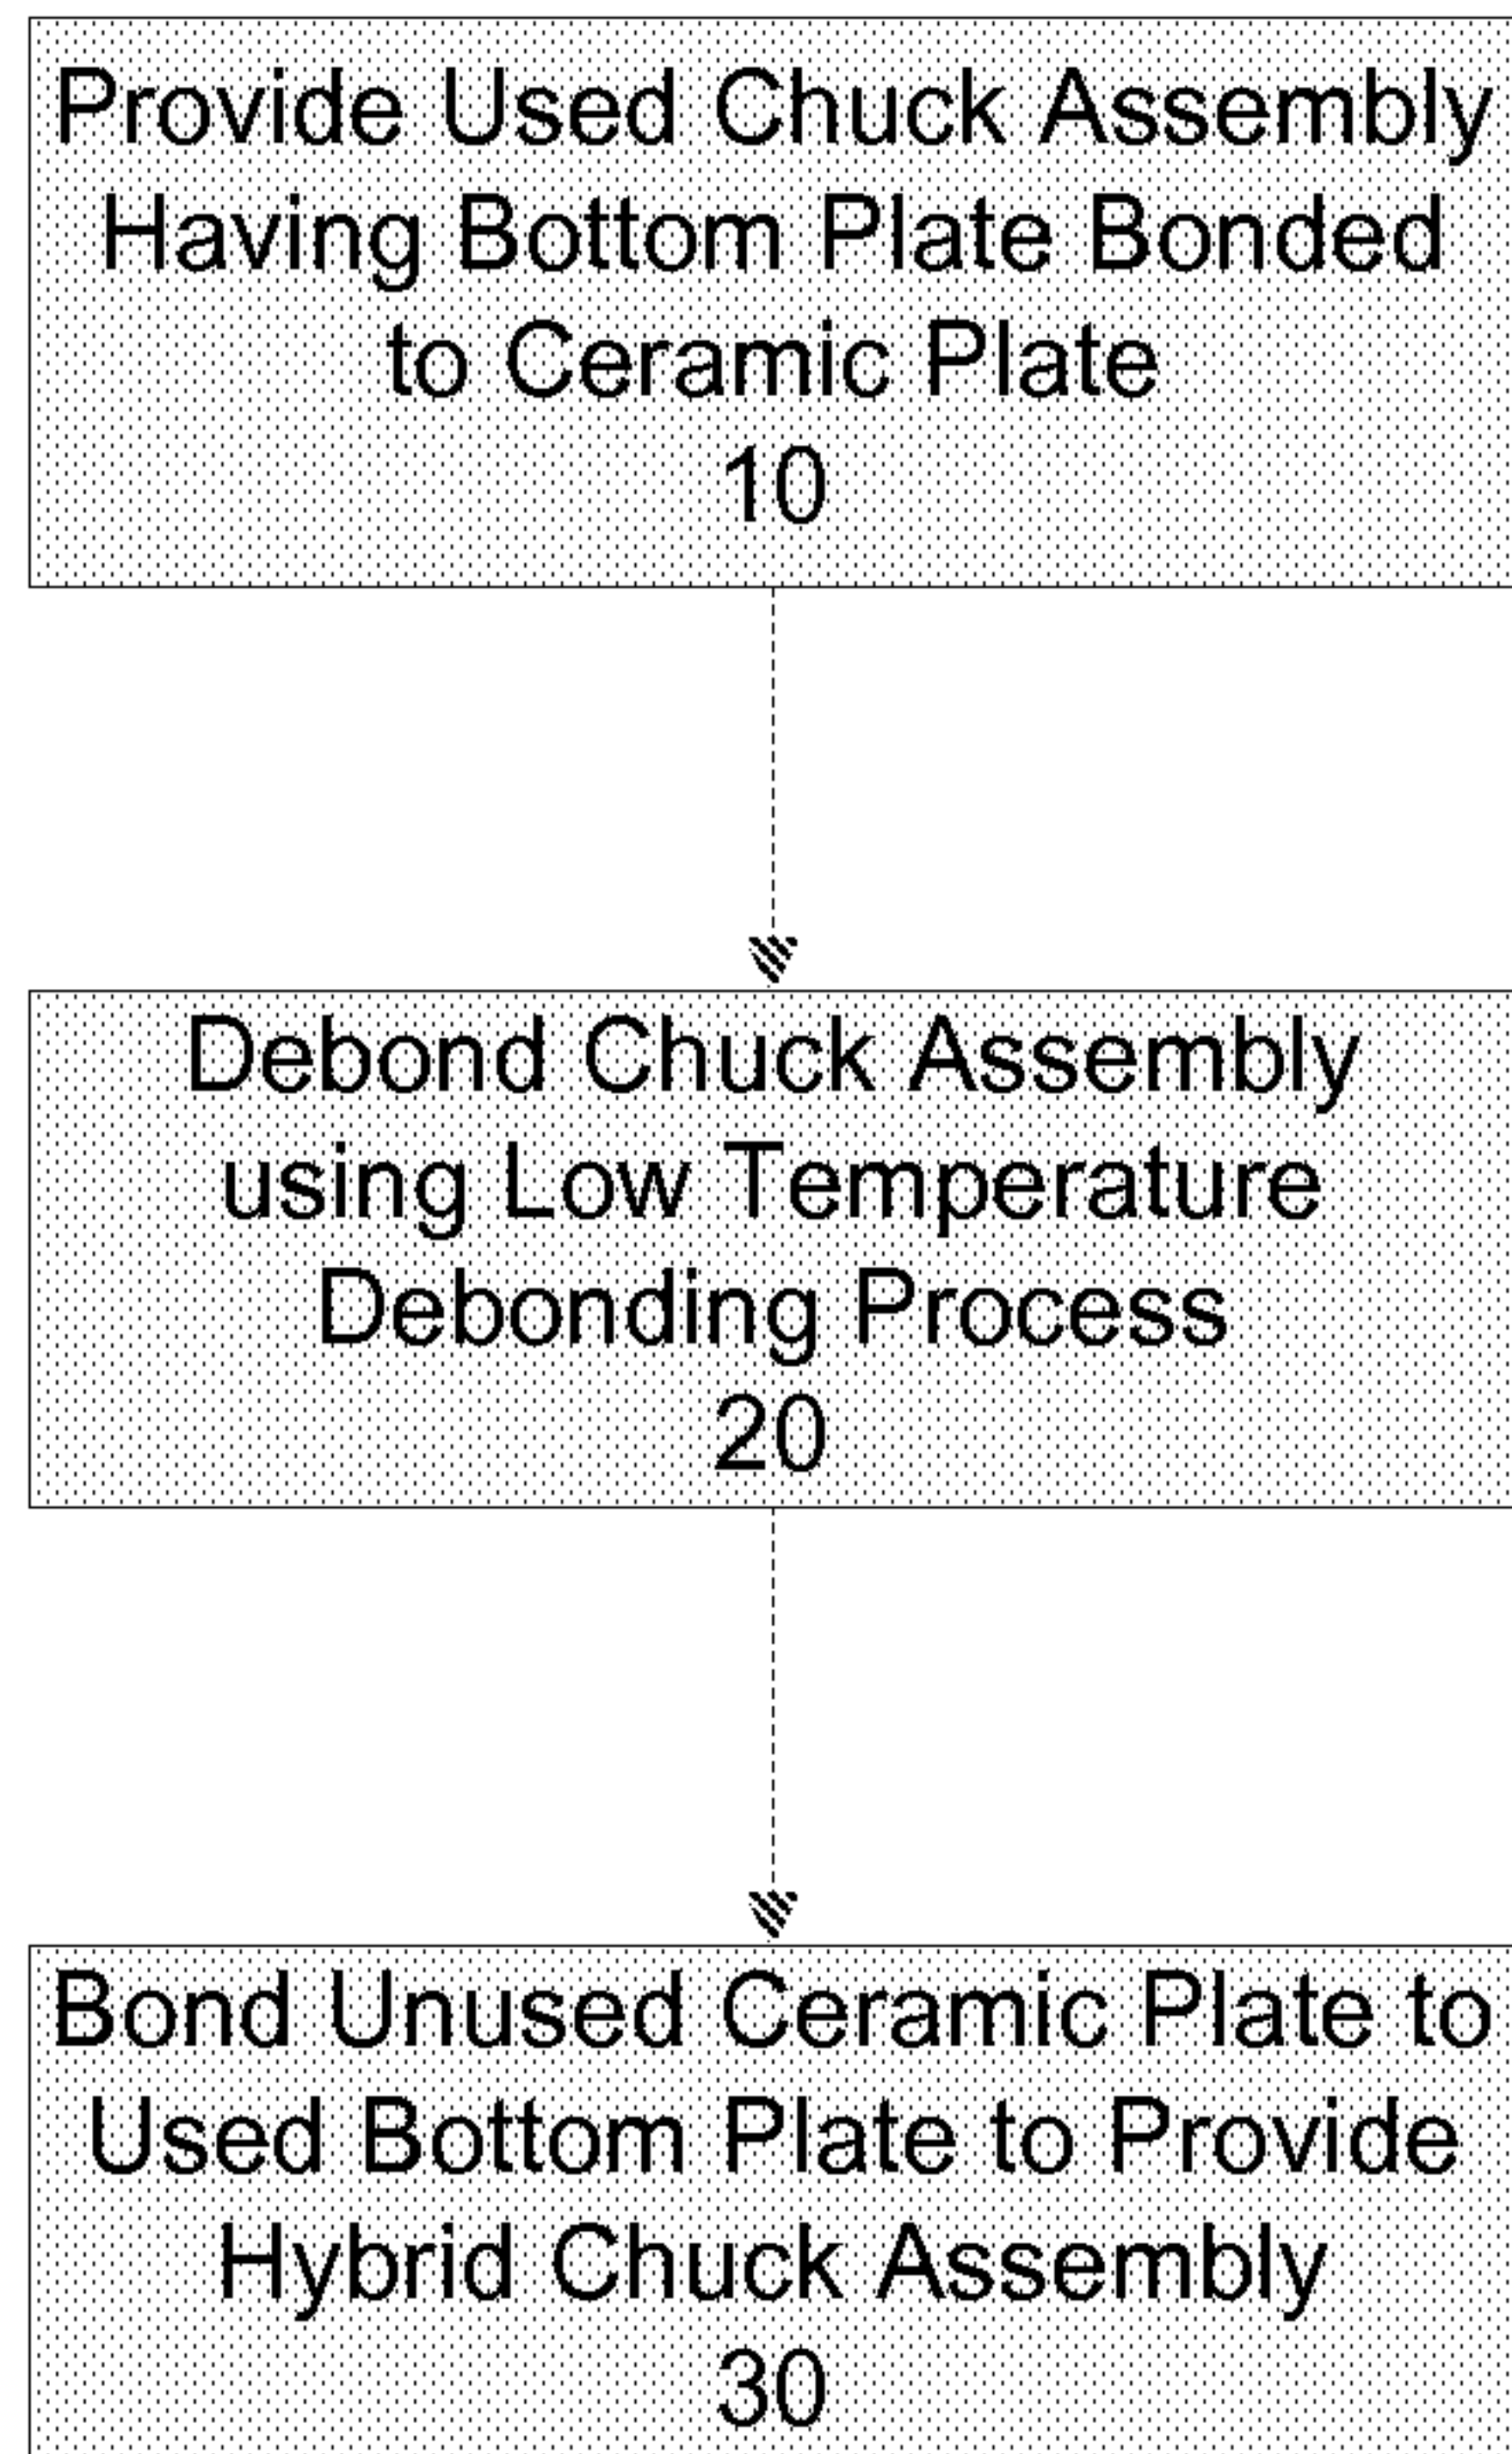 Provide Used Chuck Assembly
Having Bottom Plate Bonded
to Ceramic Plate
10
Debond Chuck Assembly
using Low Temperature
Debonding Process
20
Bond Unused Ceramic Plate to
Used Bottom Plate to Provide
Hybrid Chuck Assembly
30